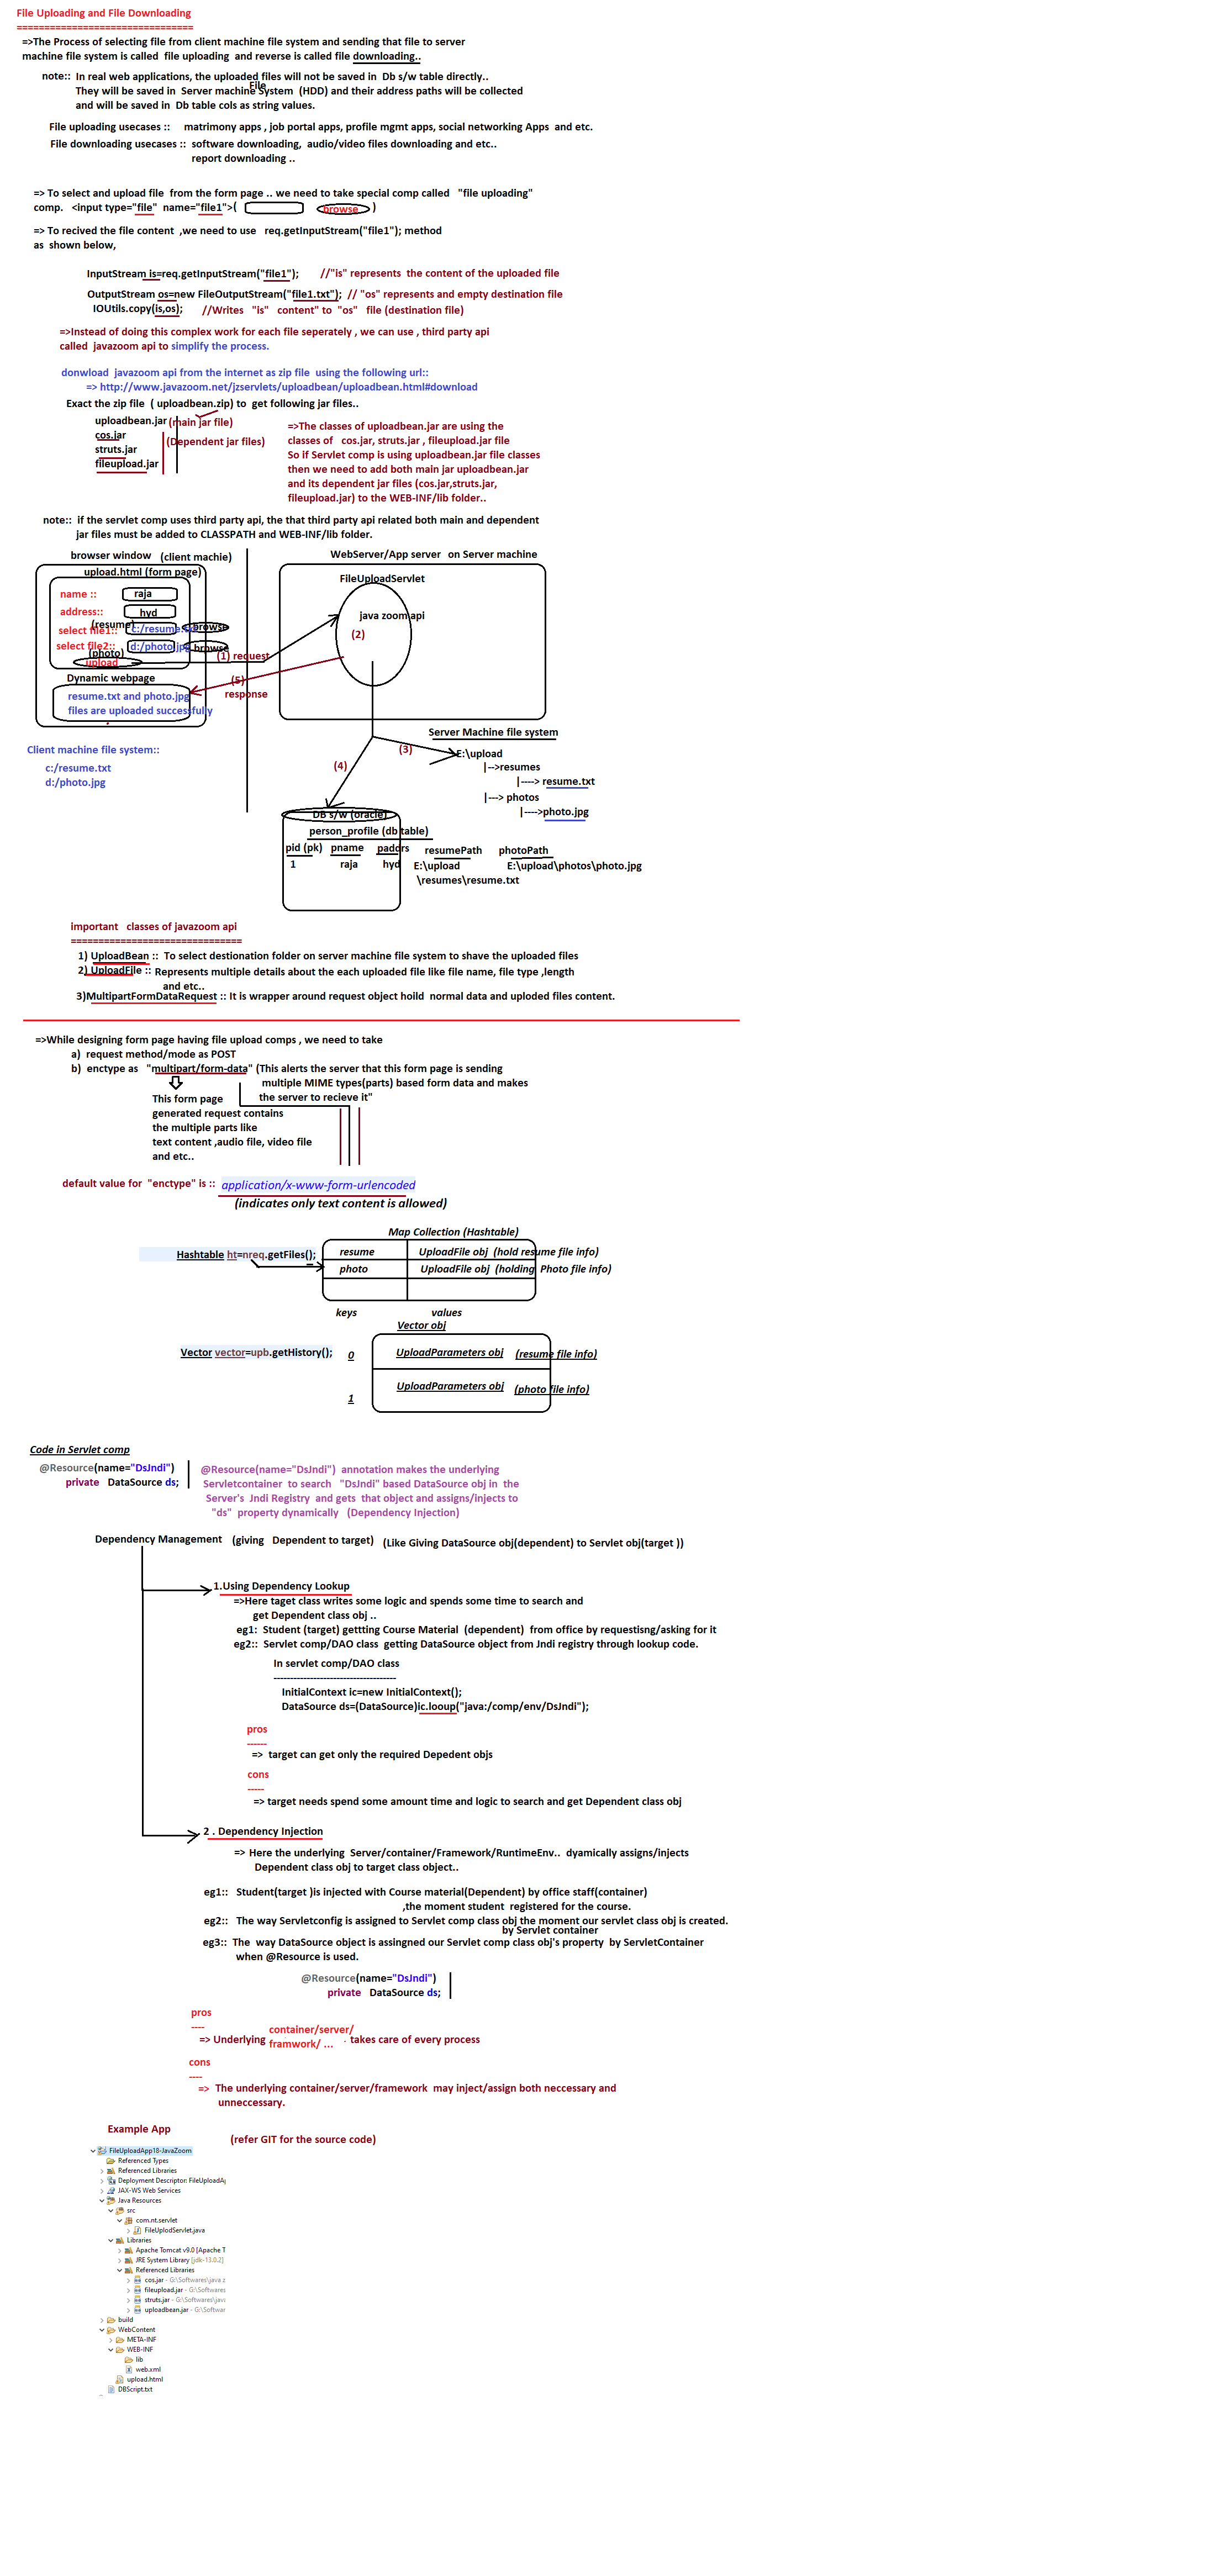 File Uploading and File Downloading
================================
=>The Process of selecting file from client machine file system and sending that file to server
machine file system is called  file uploading  and reverse is called file downloading..
note::  In real web applications, the uploaded files will not be saved in  Db s/w table directly..
File
They will be saved in  Server machine System  (HDD) and their address paths will be collected
and will be saved in  Db table cols as string values.
File uploading usecases ::    matrimony apps , job portal apps, profile mgmt apps, social networking Apps  and etc.
File downloading usecases ::  software downloading,  audio/video files downloading and etc..
report downloading ..
=> To select and upload file  from the form page .. we need to take special comp called   "file uploading"
comp.   <input type="file"  name="file1">(    browse    )
=> To recived the file content  ,we need to use   req.getInputStream("file1"); method
as  shown below,
InputStream is=req.getInputStream("file1");    //"is" represents  the content of the uploaded file
OutputStream os=new FileOutputStream("file1.txt");  // "os" represents and empty destination file
IOUtils.copy(is,os);    //Writes   "is"   content" to  "os"   file (destination file)
=>Instead of doing this complex work for each file seperately , we can use , third party api
called  javazoom api to simplify the process.
donwload  javazoom api from the internet as zip file  using the following url::
=> http://www.javazoom.net/jzservlets/uploadbean/uploadbean.html#download
Exact the zip file  ( uploadbean.zip) to  get following jar files..
uploadbean.jar (main jar file)
cos.jar
(Dependent jar files)
struts.jar
fileupload.jar
=>The classes of uploadbean.jar are using the
classes of   cos.jar, struts.jar , fileupload.jar file
So if Servlet comp is using uploadbean.jar file classes
then we need to add both main jar uploadbean.jar
and its dependent jar files (cos.jar,struts.jar,
fileupload.jar) to the WEB-INF/lib folder..
note::  if the servlet comp uses third party api, the that third party api related both main and dependent
jar files must be added to CLASSPATH and WEB-INF/lib folder.
browser window   (client machie)
upload.html (form page)
name ::    raja
address::    hyd
(resume)
select file1::    c:/resume.txt    browse
select file2::    d:/photo.jpg    browse
(photo)
upload
(1) request
Dynamic webpage
resume.txt and photo.jpg
files are uploaded successfully
(5)
response
WebServer/App server  on Server machine
FileUploadServlet
java zoom api
(2)
Client machine file system::
c:/resume.txt
d:/photo.jpg
Server Machine file system
(3)
E:\upload
|-->resumes
|----> resume.txt
|---> photos
|---->photo.jpg
(4)
DB s/w (oracle)
person_profile (db table)
pid (pk)   pname   paddrs   resumePath   photoPath
1   raja   hyd   E:\upload   E:\upload\photos\photo.jpg
\resumes\resume.txt
important   classes of javazoom api
===============================
1) UploadBean ::  To select destionation folder on server machine file system to shave the uploaded files
2) UploadFile ::  Represents multiple details about the each uploaded file like file name, file type ,length
and etc..
3)MultipartFormDataRequest :: It is wrapper around request object hoild  normal data and uploded files content.
=>While designing form page having file upload comps , we need to take
a)  request method/mode as POST
b)  enctype as   "multipart/form-data" (This alerts the server that this form page is sending
multiple MIME types(parts) based form data and makes
the server to recieve it"
This form page
generated request contains
the multiple parts like
text content ,audio file, video file
and etc..
default value for  "enctype" is ::  application/x-www-form-urlencoded
(indicates only text content is allowed)
Map Collection (Hashtable)
Hashtable ht=nreq.getFiles();
resume   UploadFile obj  (hold resume file info)
photo   UploadFile obj  (holding  Photo file info)
keys   values
Vector obj
Vector vector=upb.getHistory();
0   UploadParameters obj   (resume file info)
1   UploadParameters obj   (photo file info)
Code in Servlet comp
@Resource(name="DsJndi")
private   DataSource ds;
@Resource(name="DsJndi")  annotation makes the underlying
Servletcontainer  to search   "DsJndi" based DataSource obj in  the
Server's  Jndi Registry  and gets  that object and assigns/injects to
"ds"  property dynamically   (Dependency Injection)
Dependency Management   (giving   Dependent to target)   (Like Giving DataSource obj(dependent) to Servlet obj(target ))
1.Using Dependency Lookup
=>Here taget class writes some logic and spends some time to search and
get Dependent class obj ..
eg1:  Student (target) gettting Course Material  (dependent)  from office by requestisng/asking for it
eg2::  Servlet comp/DAO class  getting DataSource object from Jndi registry through lookup code.
In servlet comp/DAO class
-------------------------------------
InitialContext ic=new InitialContext();
DataSource ds=(DataSource)ic.looup("java:/comp/env/DsJndi");
pros
------
=>  target can get only the required Depedent objs
cons
-----
=> target needs spend some amount time and logic to search and get Dependent class obj
2 . Dependency Injection
=>  Here the underlying  Server/container/Framework/RuntimeEnv..  dyamically assigns/injects
Dependent class obj to target class object..
eg1::   Student(target )is injected with Course material(Dependent) by office staff(container)
,the moment student  registered for the course.
eg2::   The way Servletconfig is assigned to Servlet comp class obj the moment our servlet class obj is created.
by Servlet container
eg3::  The  way DataSource object is assingned our Servlet comp class obj's property  by ServletContainer
when @Resource is used.
@Resource(name="DsJndi")
private   DataSource ds;
pros
----
container/server/
=> Underlying framwork/ ...   . takes care of every process
cons
----
=>  The underlying container/server/framework  may inject/assign both neccessary and
unneccessary.
Example App
(refer GIT for the source code)
FileUploadApp18-JavaZoom
Referenced Types
Referenced Libraries
Deployment Descriptor: FileUploadA
JAX-WS Web Services
Java Resources
src
com.nt.servlet
FileUplodServlet.java
Libraries
Apache Tomcat v9.0 [Apache T
JRE System Library [jdk-13.0.2]
Referenced Libraries
cos.jar - G:\Softwares\java z
fileupload.jar - G:\Softwares
struts.jar - G:\Softwares\java
uploadbean.jar - G:\Softwar
build
WebContent
META-INF
WEB-INF
lib
web.xml
upload.html
DBScript.txt